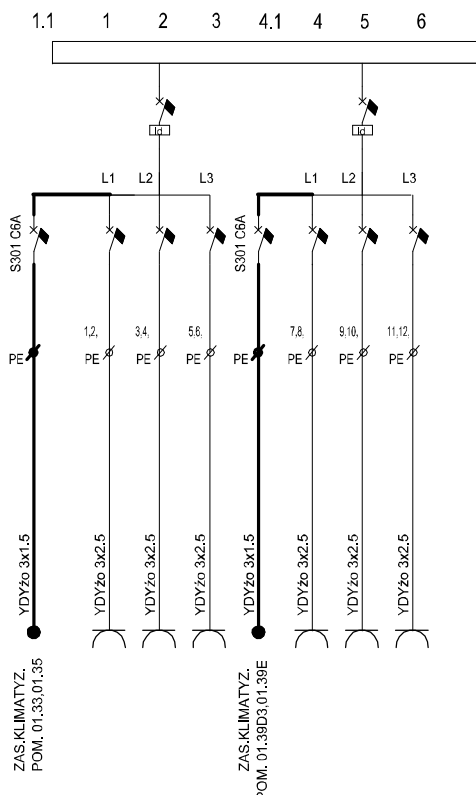 1.1 1 2 3 4.1 4 5 6
Id Id
L1 L2 L3 L1 L2 L3
S301 C6A
S301 C6A
1,2, 3,4, 5,6, 7,8, 9,10, 11,12,
PE PE PE PE PE PE PE PE
YDYżo 3x1.5
YDYżo 3x2.5
YDYżo 3x2.5
YDYżo 3x2.5
YDYżo 3x1.5
YDYżo 3x2.5
YDYżo 3x2.5
YDYżo 3x2.5
ZAS.KLIMATYZ.
POM. 01.33,01.35
ZAS.KLIMATYZ.
POM. 01.39D3,01.39E